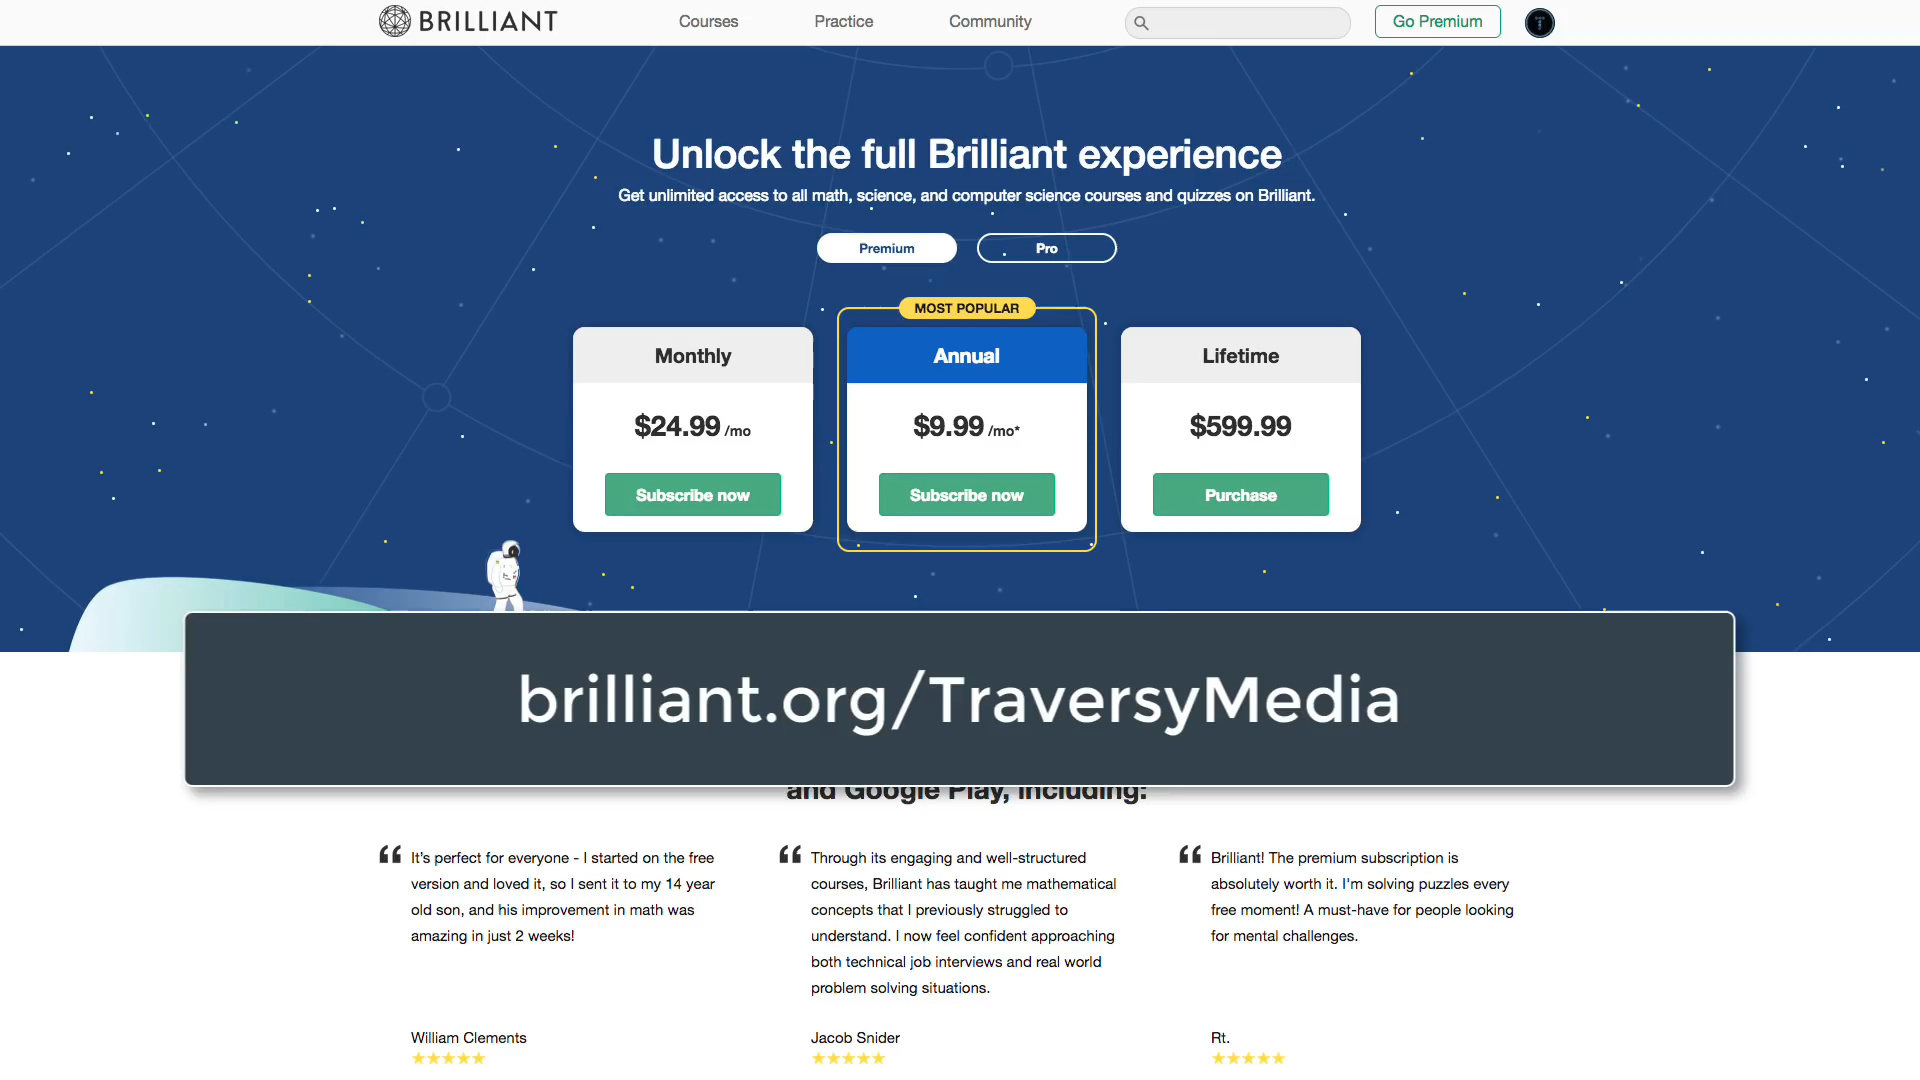 BRILLIANT
Courses
Practice
Community
Go Premium
Unlock the full Brilliant experience
Get unlimited access to all math, science, and computer science courses and quizzes on Brilliant.
Premium
Pro
MOST POPULAR
Monthly
$24.99 /mo
Subscribe now
Annual
$9.99 /mo*
Subscribe now
Lifetime
$599.99
Purchase
brilliant.org/TraversyMedia
and Google Play, including:
“ It’s perfect for everyone - I started on the free
version and loved it, so I sent it to my 14 year
old son, and his improvement in math was
amazing in just 2 weeks!
William Clements
★★★★★
“ Through its engaging and well-structured
courses, Brilliant has taught me mathematical
concepts that I previously struggled to
understand. I now feel confident approaching
both technical job interviews and real world
problem solving situations.
Jacob Snider
★★★★★
“ Brilliant! The premium subscription is
absolutely worth it. I'm solving puzzles every
free moment! A must-have for people looking
for mental challenges.
Rt.
★★★★★